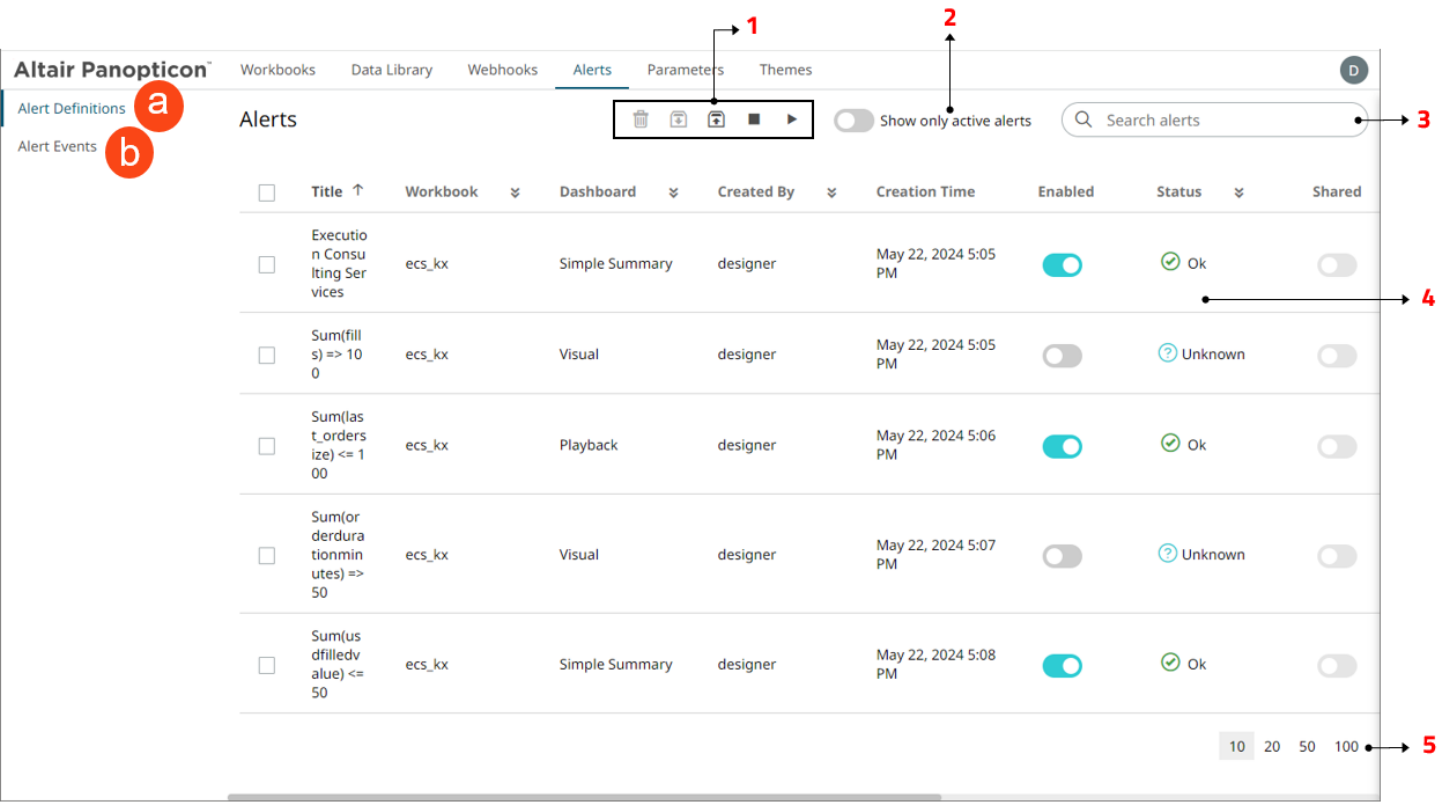 1
2
Altair Panopticon™ Workbooks Data Library Webhooks Alerts Parameters Themes D
Alert Definitions a
Alert Events b
Alerts Show only active alerts Search alerts 3
Title ↑ Workbook Dashboard Created By Creation Time Enabled Status Shared
Executio
n Consu
lting Ser
vices
ecs_kx Simple Summary designer
May 22, 2024 5:05
PM
Ok
4
Sum(fill
s) => 10
0
ecs_kx Visual designer
May 22, 2024 5:05
PM
? Unknown
Sum(las
t_orders
ize) <= 1
00
ecs_kx Playback designer
May 22, 2024 5:06
PM
Ok
Sum(or
derdura
tionmin
utes) =>
50
ecs_kx Visual designer
May 22, 2024 5:07
PM
? Unknown
Sum(us
dfilledv
alue) <=
50
ecs_kx Simple Summary designer
May 22, 2024 5:08
PM
Ok
10 20 50 100 5